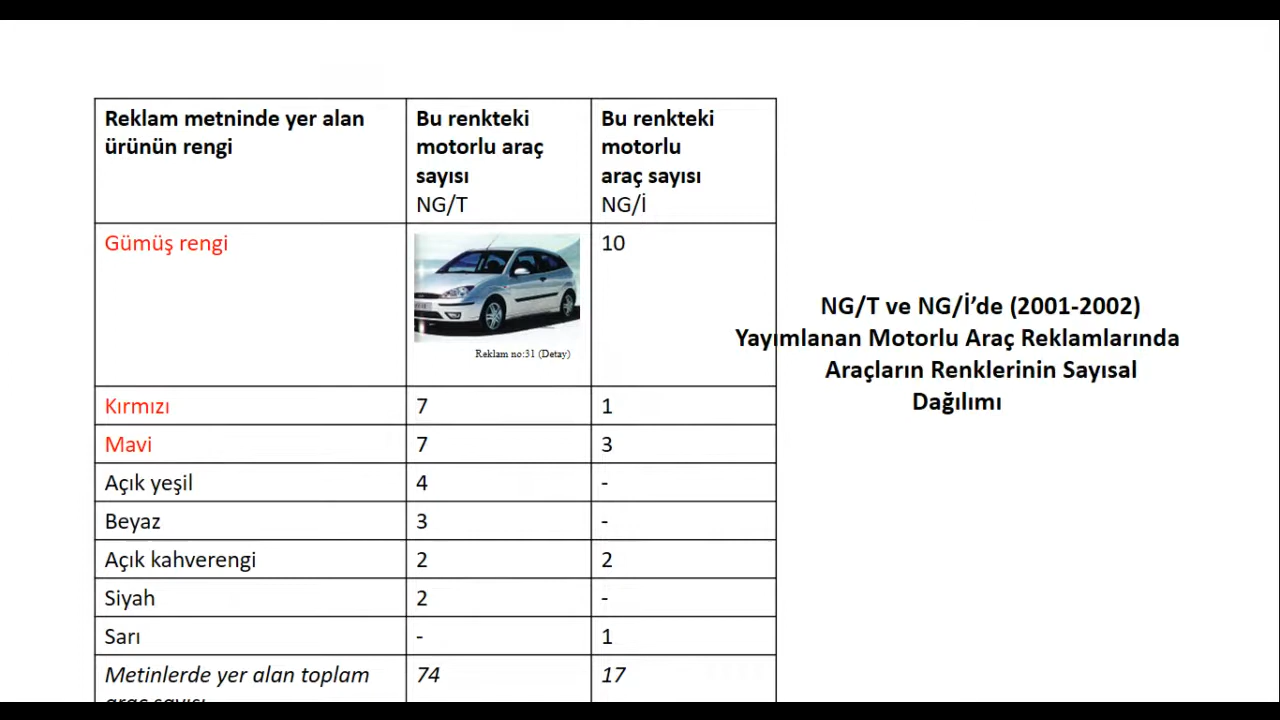 Reklam metninde yer alan
ürünün rengi
Bu renkteki
motorlu araç
sayısı
NG/T
Bu renkteki
motorlu
araç sayısı
NG/İ
Gümüş rengi
Reklam no:31 (Detay)
10
Kırmızı
7
1
Mavi
7
3
Açık yeşil
4
-
Beyaz
3
-
Açık kahverengi
2
2
Siyah
2
-
Sarı
-
1
Metinlerde yer alan toplam
araç sayısı
74
17
NG/T ve NG/İ’de (2001-2002)
Yayımlanan Motorlu Araç Reklamlarında
Araçların Renklerinin Sayısal
Dağılımı